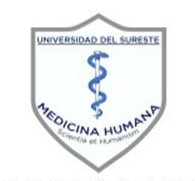 UNIVERSIDAD DEL SURESTE
MEDICINA HUMANA
Scientia et Humanism